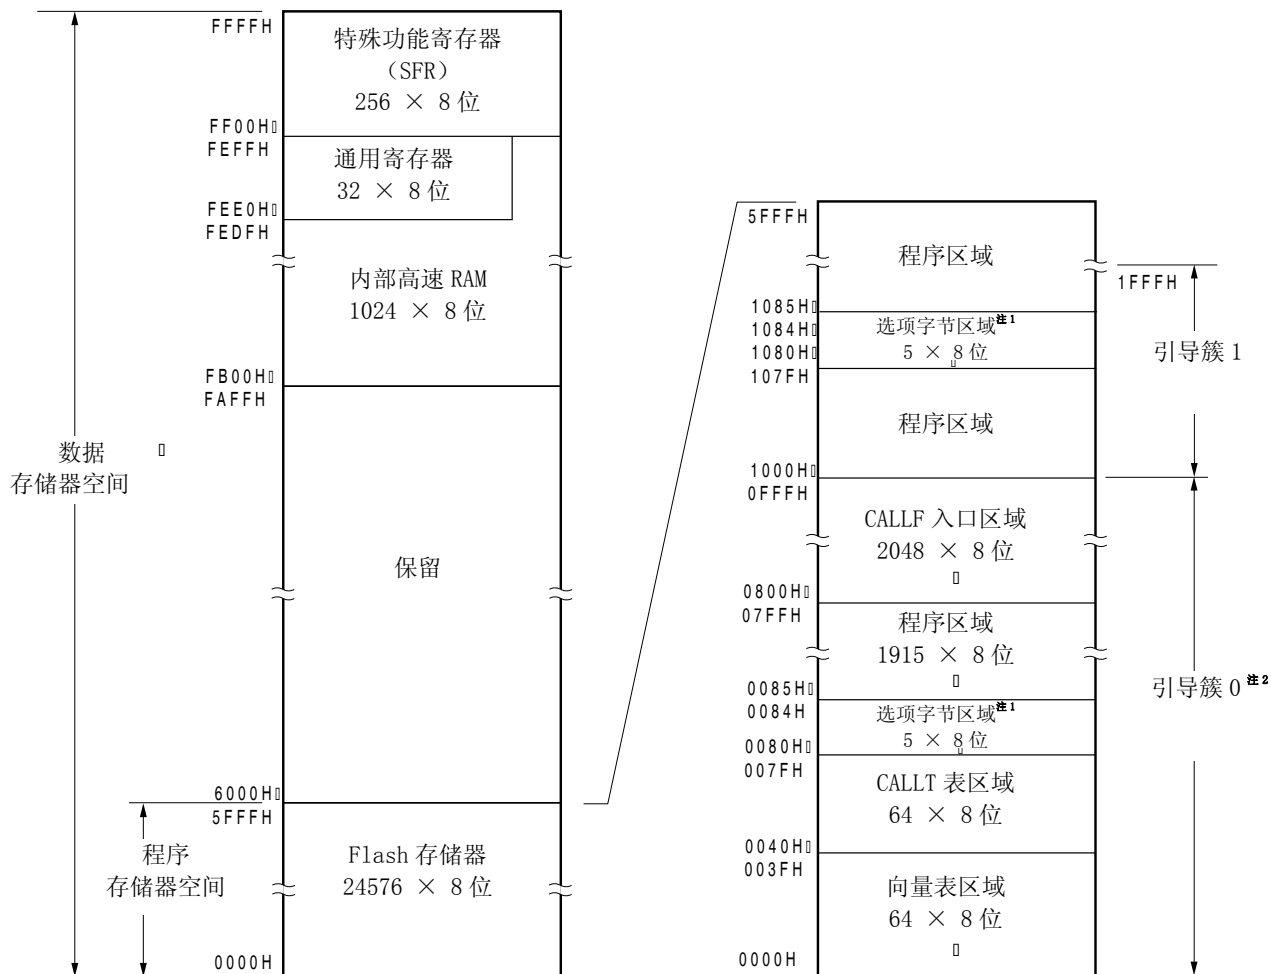 FFFFH
特殊功能寄存器
（SFR）
256 × 8 位
FF00H
FEFFH
通用寄存器
32 × 8 位
FEE0H
FEDFH
内部高速 RAM
1024 × 8 位
FB00H
FAFFH
数据
存储器空间
保留
6000H
5FFFH
程序
存储器空间
Flash 存储器
24576 × 8 位
0000H
5FFFH
程序区域
1FFFH
1085H
1084H
选项字节区域注1
1080H
5 × 8 位
107FH
引导簇 1
程序区域
1000H
0FFFH
CALLF 入口区域
2048 × 8 位
0800H
07FFH
程序区域
1915 × 8 位
0085H
0084H
选项字节区域注1
5 × 8 位
0080H
007FH
引导簇 0注2
CALLT 表区域
64 × 8 位
0040H
003FH
向量表区域
64 × 8 位
0000H